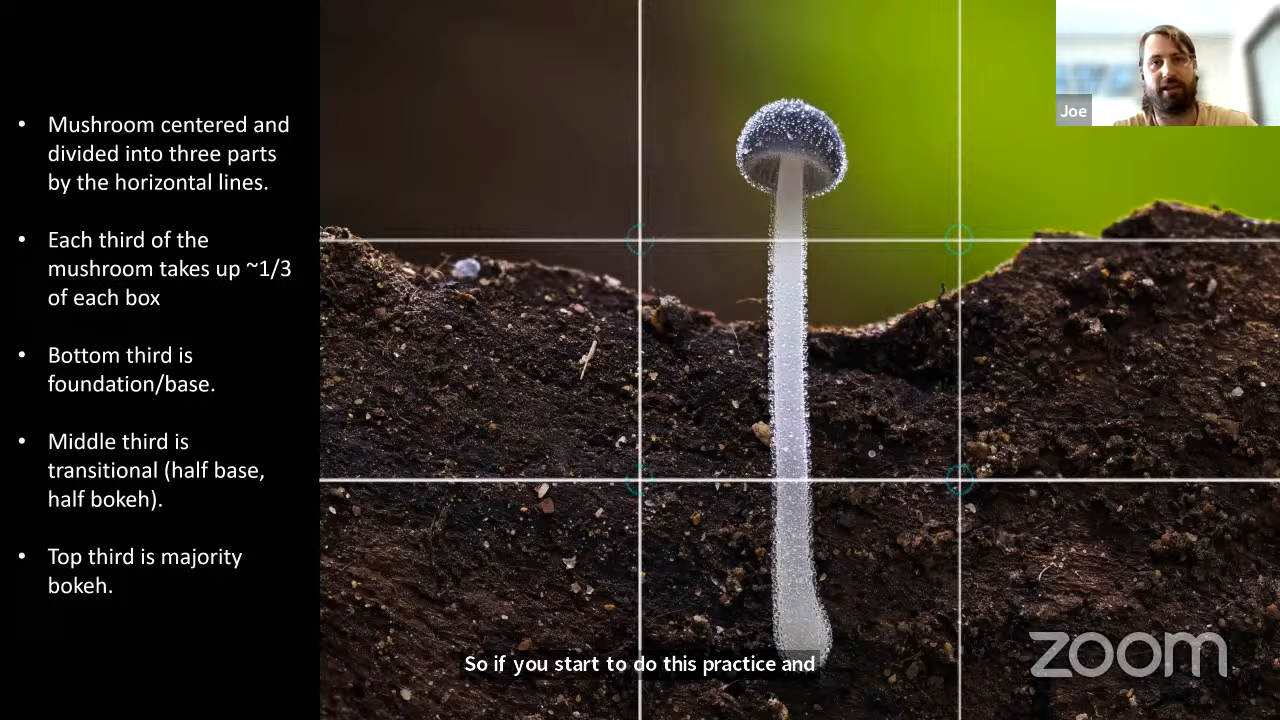 • Mushroom centered and
divided into three parts
by the horizontal lines.
• Each third of the
mushroom takes up ~1/3
of each box
• Bottom third is
foundation/base.
• Middle third is
transitional (half base,
half bokeh).
• Top third is majority
bokeh.
Joe
So if you start to do this practice and
zoom